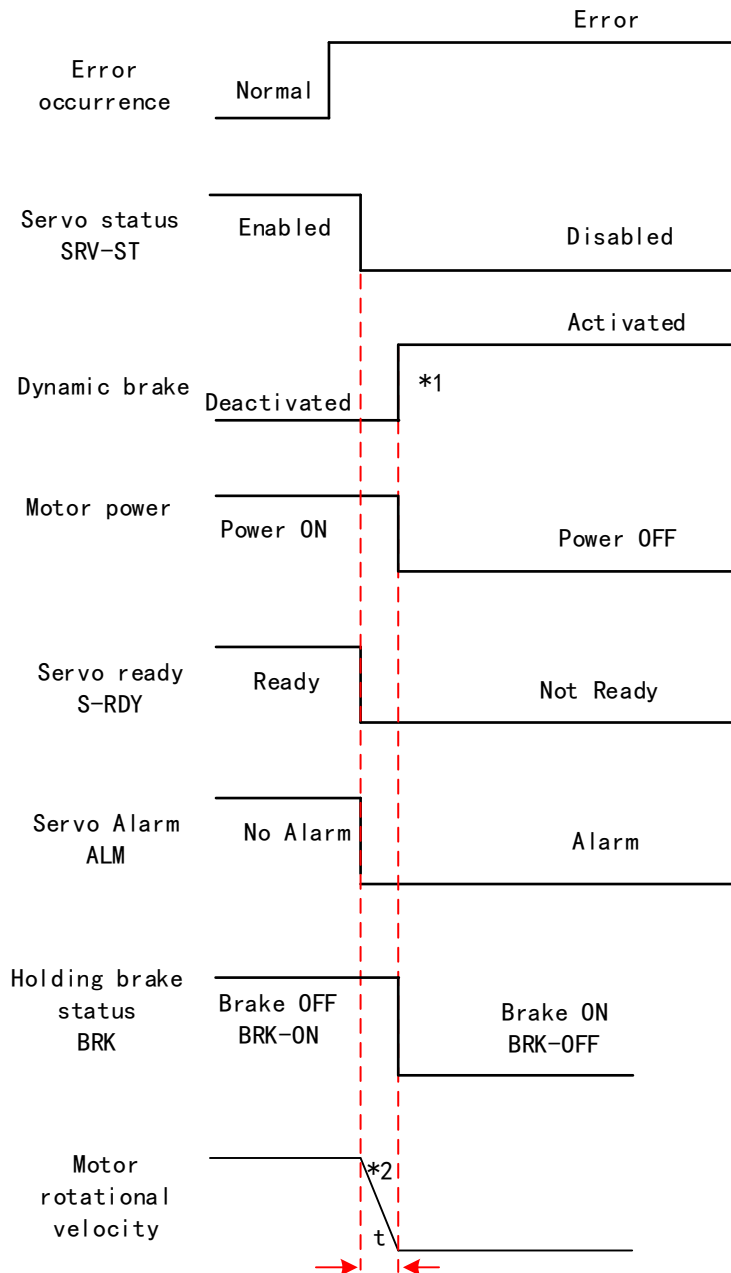 Error
Error
occurrence
Normal
Servo status
SRV-ST
Enabled
Disabled
Activated
Dynamic brake
Deactivated
*1
Motor power
Power ON
Power OFF
Servo ready
S-RDY
Ready
Not Ready
Servo Alarm
ALM
No Alarm
Alarm
Holding brake
status
BRK
Brake OFF
BRK-ON
Brake ON
BRK-OFF
Motor
rotational
velocity
*2
t